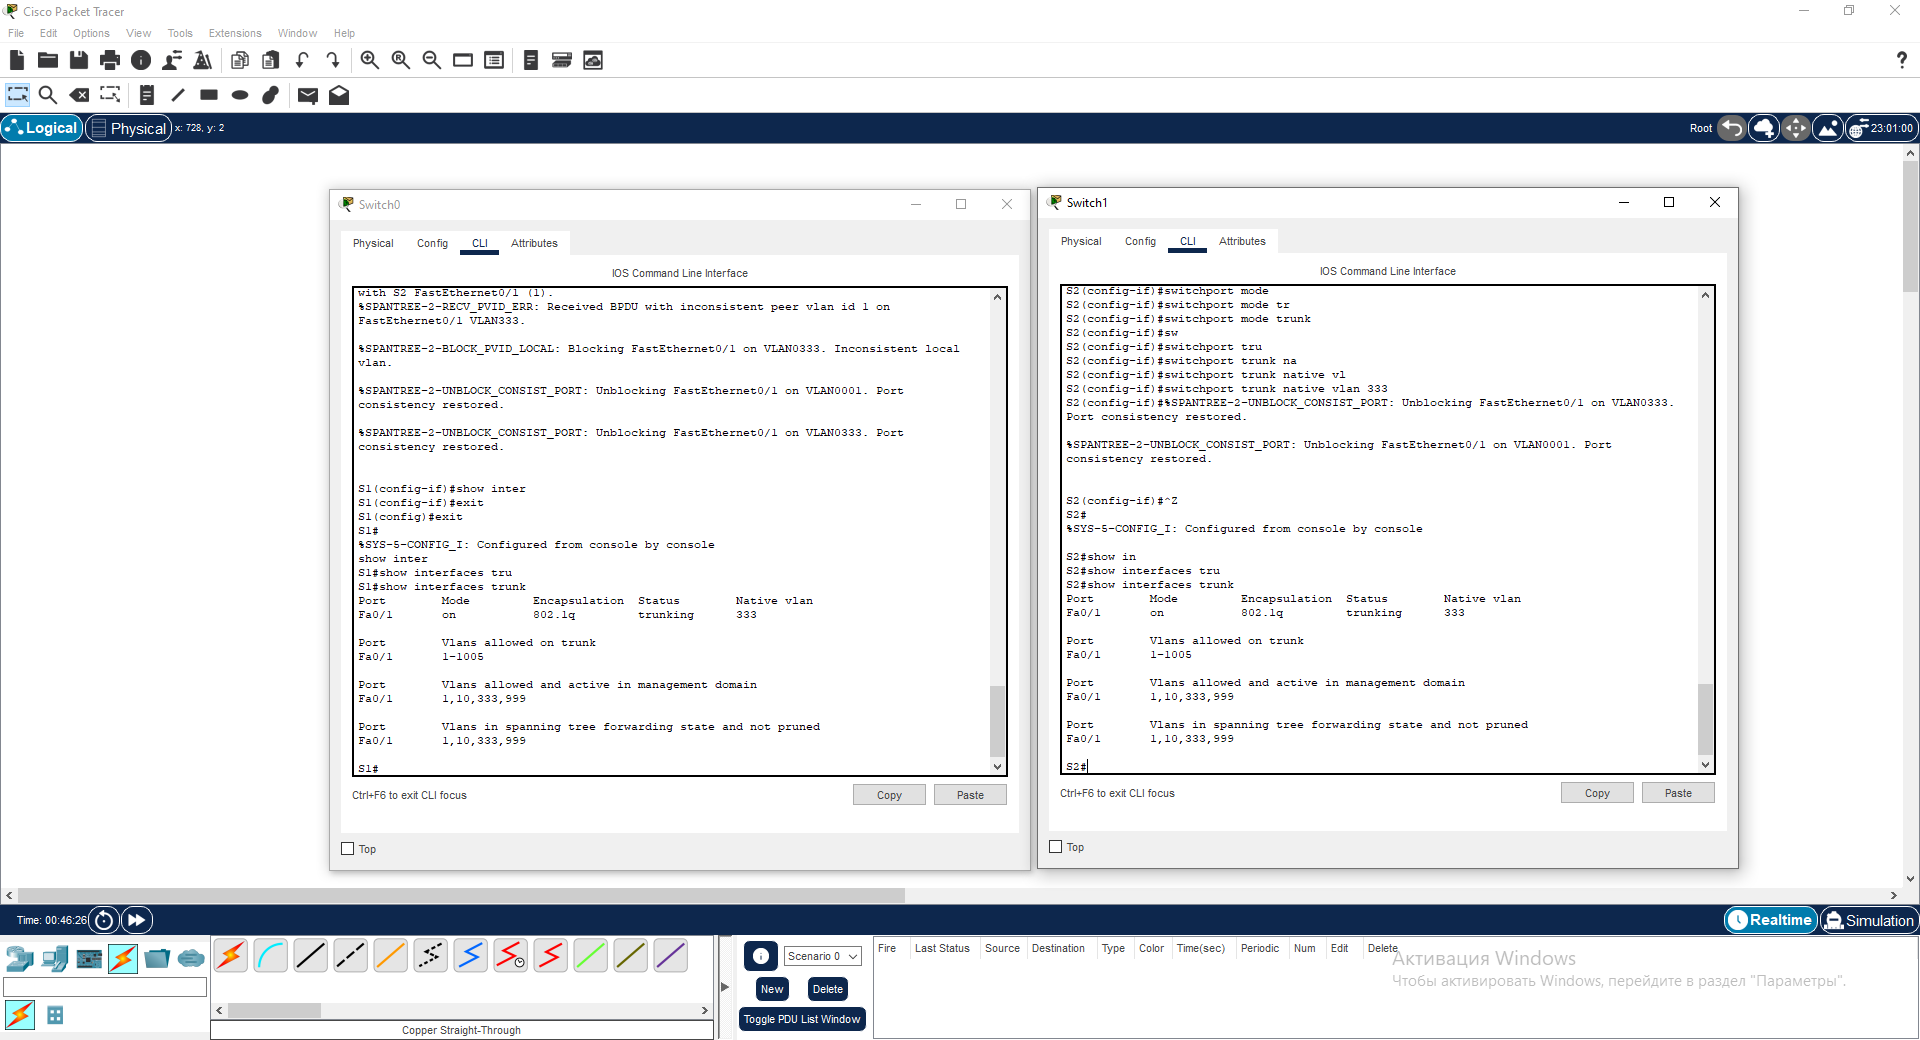 Cisco Packet Tracer
File Edit Options View Tools Extensions Window Help
?
Logical Physical x: 728, y: 2 Root 23:01:00
Switch0
Physical Config CLI Attributes
IOS Command Line Interface
with S2 FastEthernet0/1 (1).
%SPANTREE-2-RECV_PVID_ERR: Received BPDU with inconsistent peer vlan id 1 on
FastEthernet0/1 VLAN333.
%SPANTREE-2-BLOCK_PVID_LOCAL: Blocking FastEthernet0/1 on VLAN0333. Inconsistent local
vlan.
%SPANTREE-2-UNBLOCK_CONSIST_PORT: Unblocking FastEthernet0/1 on VLAN0001. Port
consistency restored.
%SPANTREE-2-UNBLOCK_CONSIST_PORT: Unblocking FastEthernet0/1 on VLAN0333. Port
consistency restored.
S1(config-if)#show inter
S1(config-if)#exit
S1(config)#exit
S1#
%SYS-5-CONFIG_I: Configured from console by console
show inter
S1#show interfaces tru
S1#show interfaces trunk
Port Mode Encapsulation Status Native vlan
Fa0/1 on 802.1q trunking 333
Port Vlans allowed on trunk
Fa0/1 1-1005
Port Vlans allowed and active in management domain
Fa0/1 1,10,333,999
Port Vlans in spanning tree forwarding state and not pruned
Fa0/1 1,10,333,999
S1#
Ctrl+F6 to exit CLI focus
Copy Paste
Top
Switch1
Physical Config CLI Attributes
IOS Command Line Interface
S2(config-if)#switchport mode
S2(config-if)#switchport mode tr
S2(config-if)#switchport mode trunk
S2(config-if)#sw
S2(config-if)#switchport tru
S2(config-if)#switchport trunk na
S2(config-if)#switchport trunk native vl
S2(config-if)#switchport trunk native vlan 333
S2(config-if)#%SPANTREE-2-UNBLOCK_CONSIST_PORT: Unblocking FastEthernet0/1 on VLAN0333.
Port consistency restored.
%SPANTREE-2-UNBLOCK_CONSIST_PORT: Unblocking FastEthernet0/1 on VLAN0001. Port
consistency restored.
S2(config-if)#^Z
S2#
%SYS-5-CONFIG_I: Configured from console by console
S2#show in
S2#show interfaces tru
S2#show interfaces trunk
Port Mode Encapsulation Status Native vlan
Fa0/1 on 802.1q trunking 333
Port Vlans allowed on trunk
Fa0/1 1-1005
Port Vlans allowed and active in management domain
Fa0/1 1,10,333,999
Port Vlans in spanning tree forwarding state and not pruned
Fa0/1 1,10,333,999
S2#
Ctrl+F6 to exit CLI focus
Copy Paste
Top
Time: 00:46:26 Realtime Simulation
Copper Straight-Through
Scenario 0
New Delete
Toggle PDU List Window
Fire Last Status Source Destination Type Color Time(sec) Periodic Num Edit Delete
Активация Windows
Чтобы активировать Windows, перейдите в раздел "Параметры".